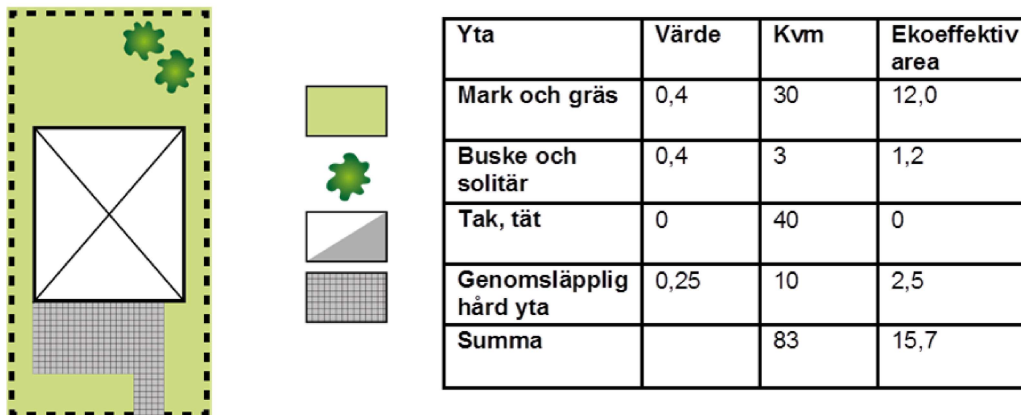 Yta Värde Kvm Ekoeffektiv
area
Mark och gräs 0,4 30 12,0
Buske och 0,4 3 1,2
solitär
Tak, tät 0 40 0
Genomsläpplig 0,25 10 2,5
hård yta
Summa 83 15,7